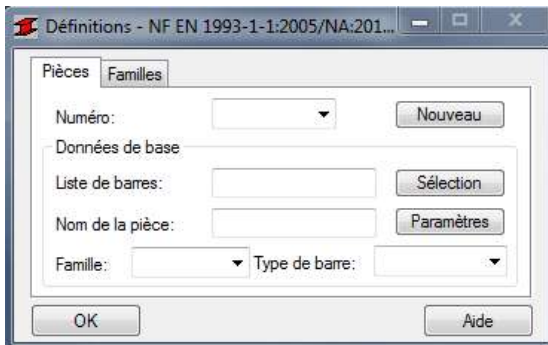 Définitions - NF EN 1993-1-1:2005/NA:201...
Pièces Familles
Numéro: Nouveau
Données de base
Liste de barres: Sélection
Nom de la pièce: Paramètres
Famille: Type de barre:
OK Aide